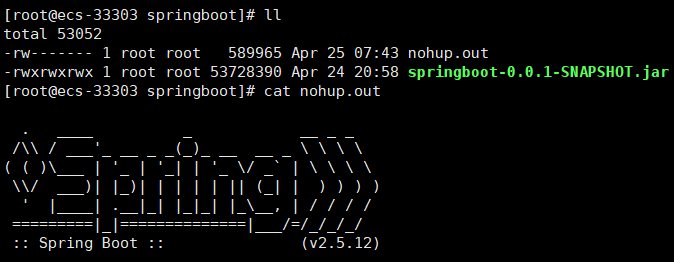 [root@ecs-33303 springboot]# ll
total 53052
-rw------- 1 root root   589965 Apr 25 07:43 nohup.out
-rwxrwxrwx 1 root root 53728390 Apr 24 20:58 springboot-0.0.1-SNAPSHOT.jar
[root@ecs-33303 springboot]# cat nohup.out

  .   ____          _            __ _ _
 /\\ / ___'_ __ _ _(_)_ __  __ _ \ \ \ \
( ( )\___ | '_ | '_| | '_ \/ _` | \ \ \ \
 \\/  ___)| |_)| | | | | || (_| |  ) ) ) )
  '  |____| .__|_| |_|_| |_\__, | / / / /
 =========|_|==============|___/=/_/_/_/
 :: Spring Boot ::               (v2.5.12)